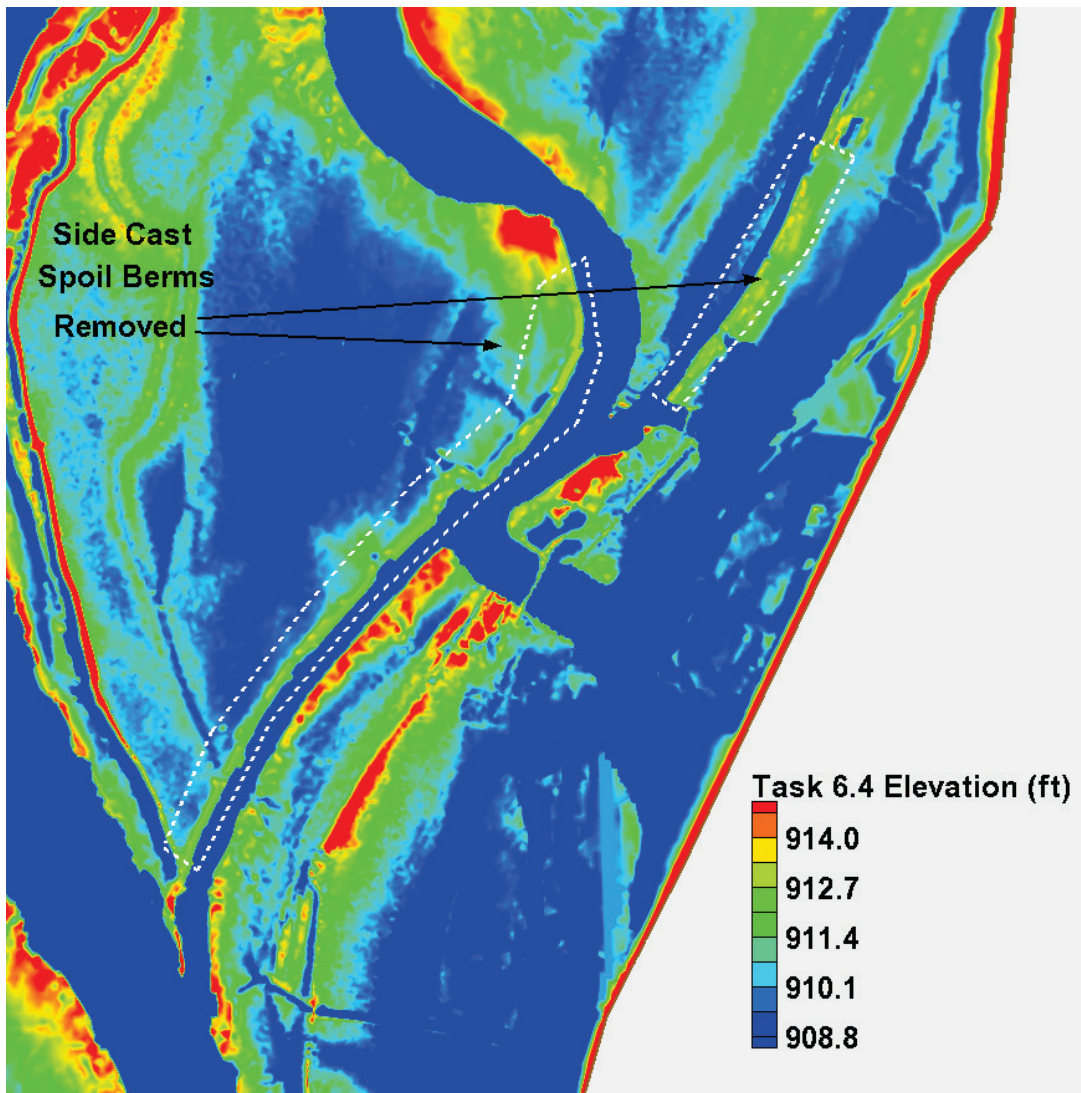 Side Cast
Spoil Berms
Removed
Task 6.4 Elevation (ft)
914.0
912.7
911.4
910.1
908.8